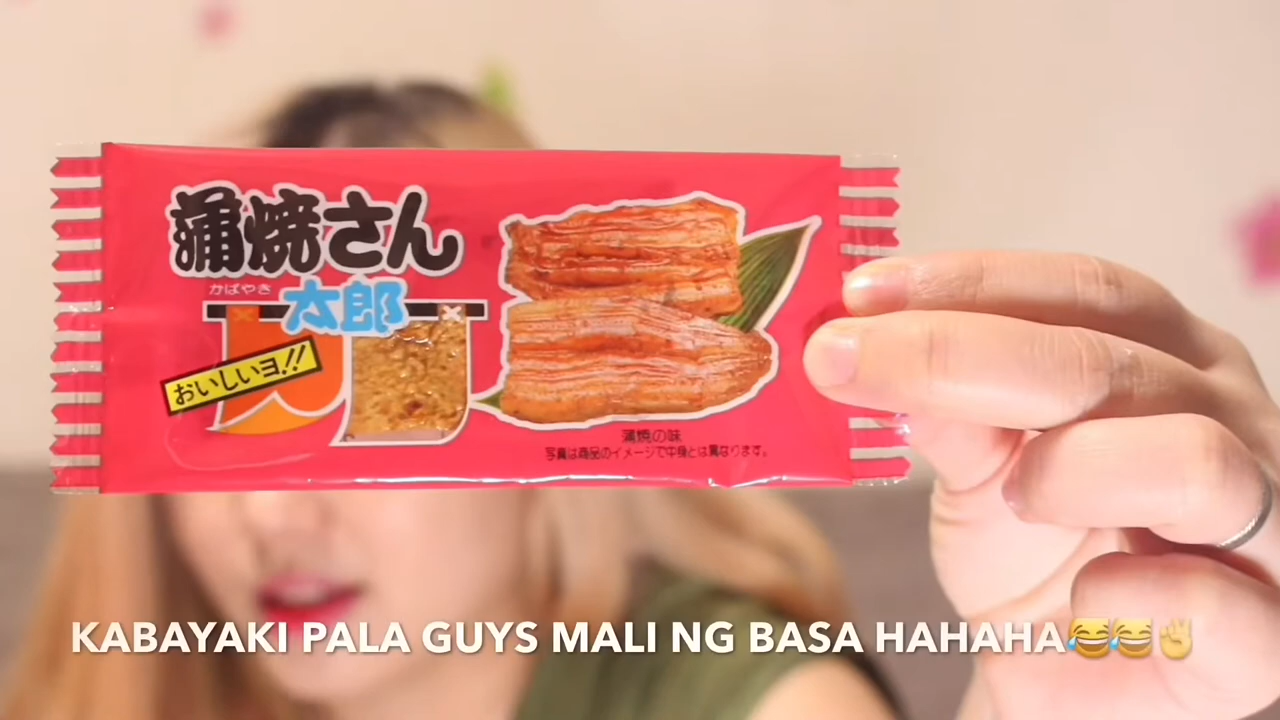 蒲焼さん
かばやき
太郎
おいしいヨ!!
蒲焼の味
写真は商品のイメージで中身とは異なります。
KABAYAKI PALA GUYS MALI NG BASA HAHAHA😂😂✌